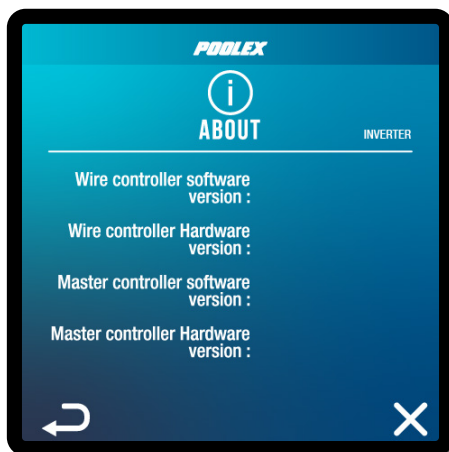 POOLEX
ABOUT
INVERTER
Wire controller software
version :
Wire controller Hardware
version :
Master controller software
version :
Master controller Hardware
version :